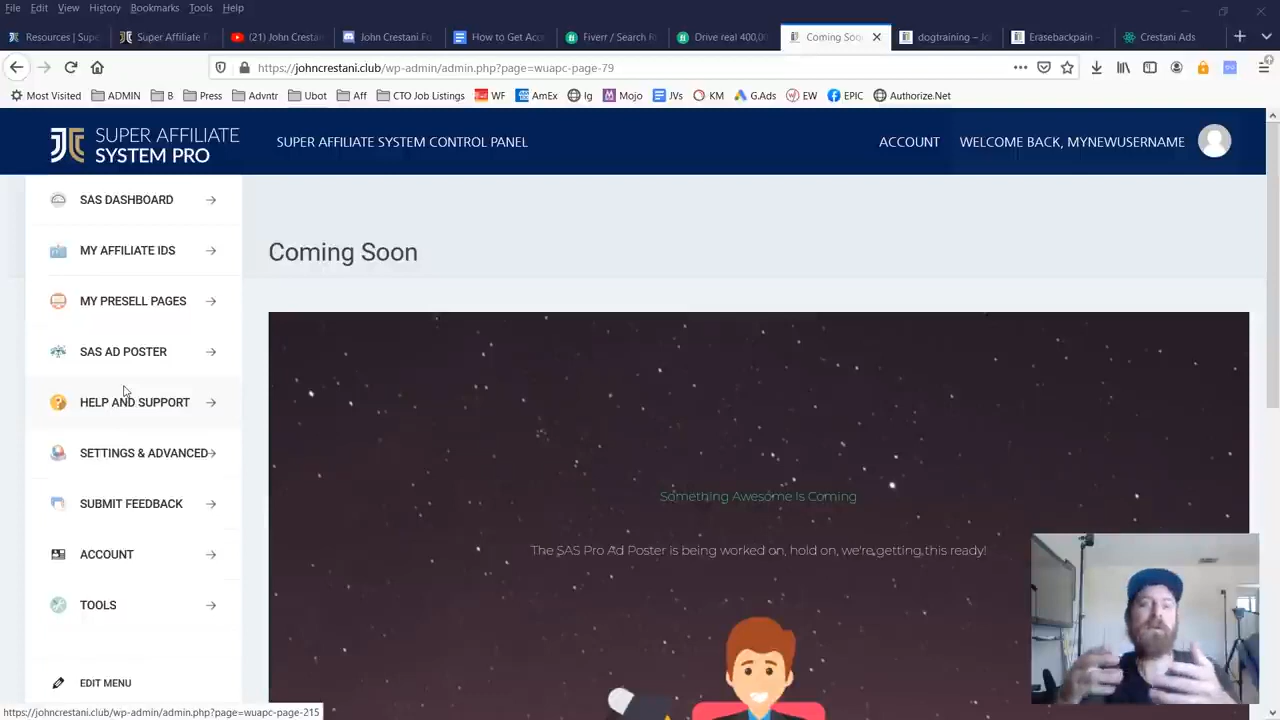 File Edit View History Bookmarks Tools Help
Resources | Supe
Super Affiliate
(21) John Crestani
John Crestani.Fo
How to Get Acc
Fiverr / Search R
Drive real 400,00
Coming Soon
dogtraining – Jo
Erasebackpain –
Crestani Ads
https://johncrestani.club/wp-admin/admin.php?page=wuapc-page-79
Most Visited ADMIN B Press Advntr Ubot Aff CTO Job Listings WF AmEx Ig Mojo JVs KM G.Ads EW EPIC Authorize.Net
SUPER AFFILIATE
SYSTEM PRO
SUPER AFFILIATE SYSTEM CONTROL PANEL
ACCOUNT
WELCOME BACK, MYNEWUSERNAME
SAS DASHBOARD
MY AFFILIATE IDS
MY PRESELL PAGES
SAS AD POSTER
HELP AND SUPPORT
SETTINGS & ADVANCED
SUBMIT FEEDBACK
ACCOUNT
TOOLS
EDIT MENU
Coming Soon
Something Awesome Is Coming
The SAS Pro Ad Poster is being worked on, hold on, we're getting this ready!
https://johncrestani.club/wp-admin/admin.php?page=wuapc-page-215